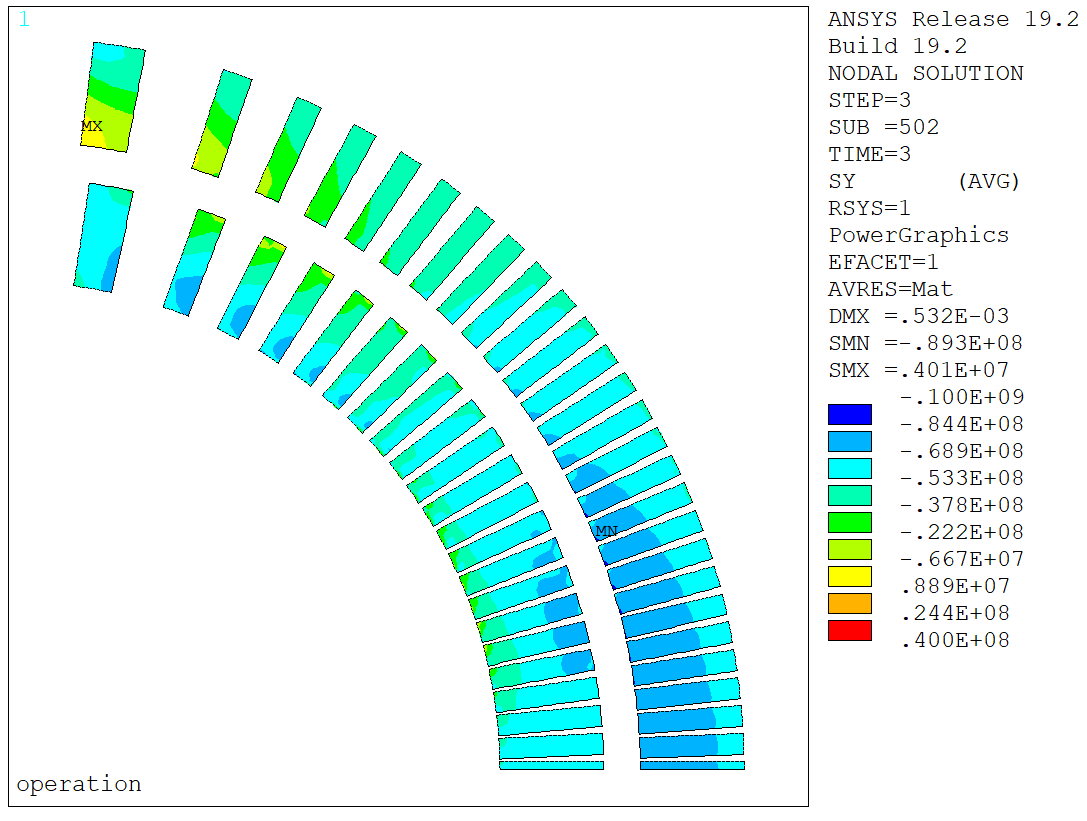 1
ANSYS Release 19.2
Build 19.2
NODAL SOLUTION
STEP=3
SUB =502
TIME=3
SY (AVG)
RSYS=1
PowerGraphics
EFACET=1
AVRES=Mat
DMX =.532E-03
SMN =-.893E+08
SMX =.401E+07
-.100E+09
-.844E+08
-.689E+08
-.533E+08
-.378E+08
-.222E+08
-.667E+07
.889E+07
.244E+08
.400E+08
MX
MN
operation